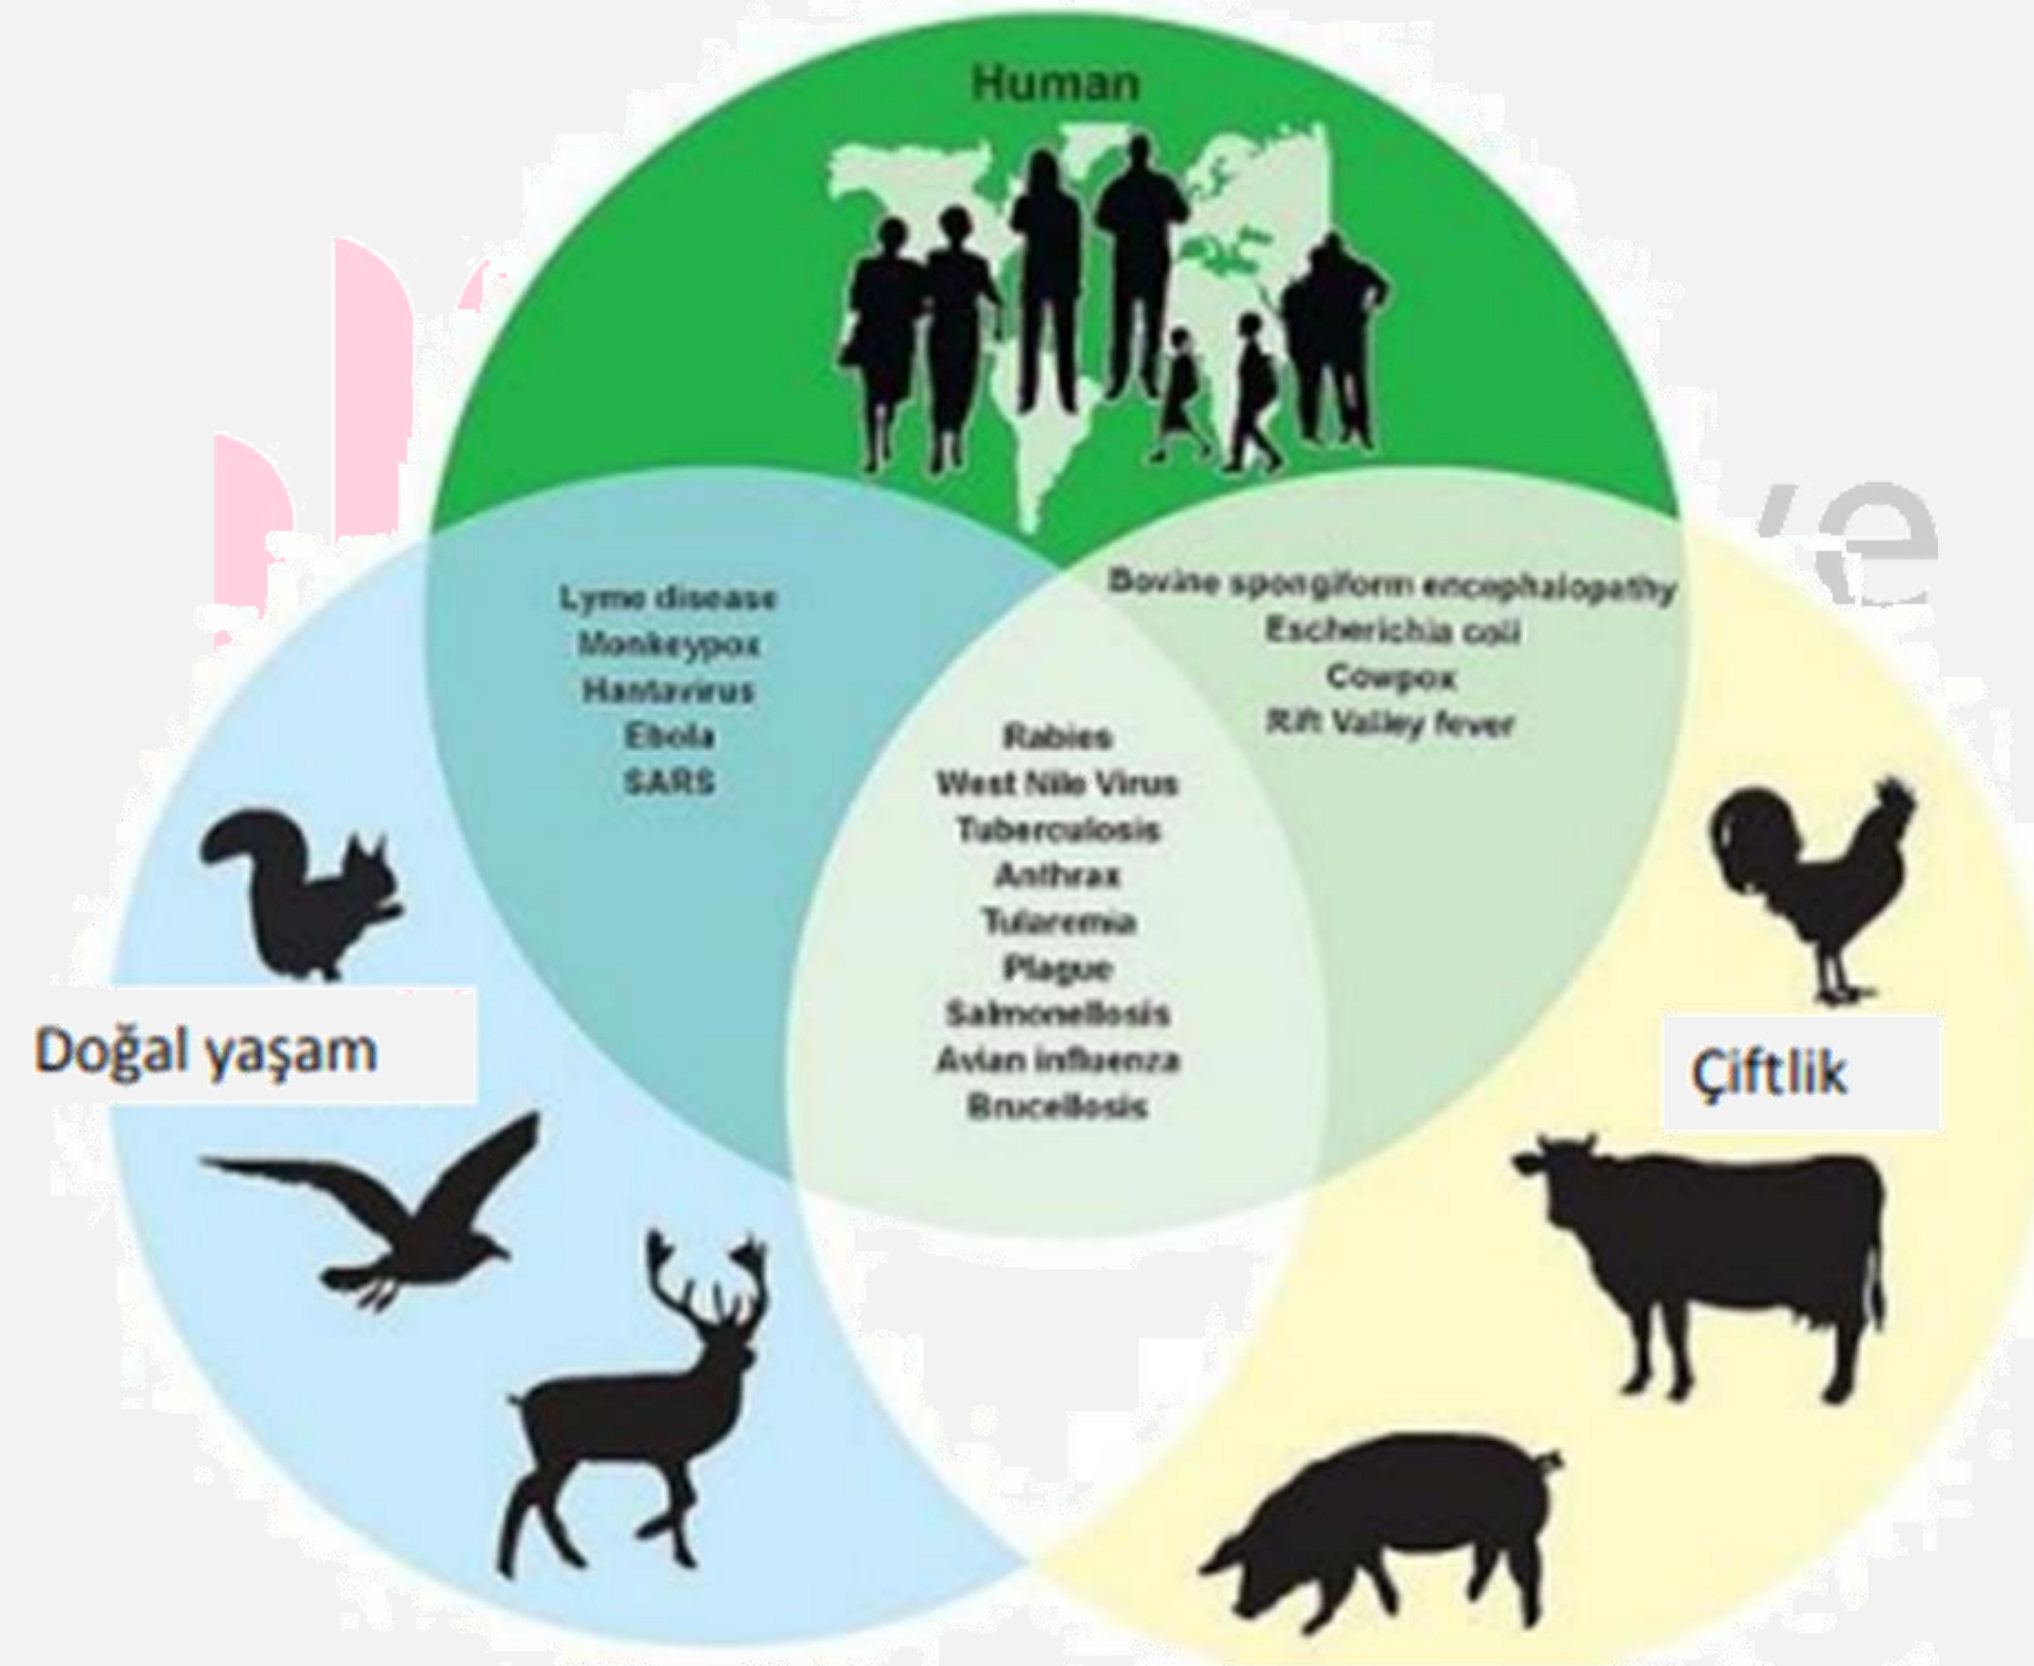 Human
Lyme disease
Monkeypox
Hantavirus
Ebola
SARS
Bovine spongiform encephalopathy
Escherichia coli
Cowpox
Rift Valley fever
Rabies
West Nile Virus
Tuberculosis
Anthrax
Tularemia
Plague
Salmonellosis
Avian influenza
Brucellosis
Doğal yaşam
Çiftlik